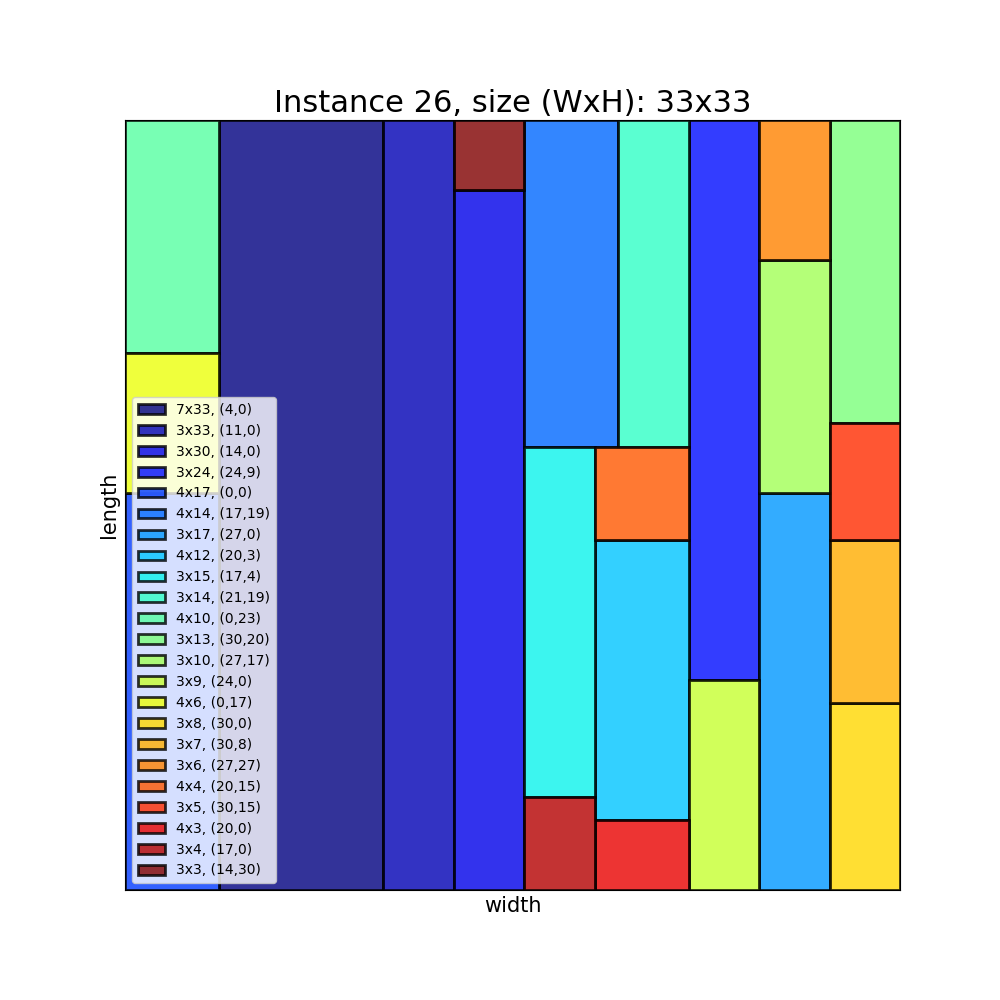 Instance 26, size (WxH): 33x33
length
7x33, (4,0)
3x33, (11,0)
3x30, (14,0)
3x24, (24,9)
4x17, (0,0)
4x14, (17,19)
3x17, (27,0)
4x12, (20,3)
3x15, (17,4)
3x14, (21,19)
4x10, (0,23)
3x13, (30,20)
3x10, (27,17)
3x9, (24,0)
4x6, (0,17)
3x8, (30,0)
3x7, (30,8)
3x6, (27,27)
4x4, (20,15)
3x5, (30,15)
4x3, (20,0)
3x4, (17,0)
3x3, (14,30)
width